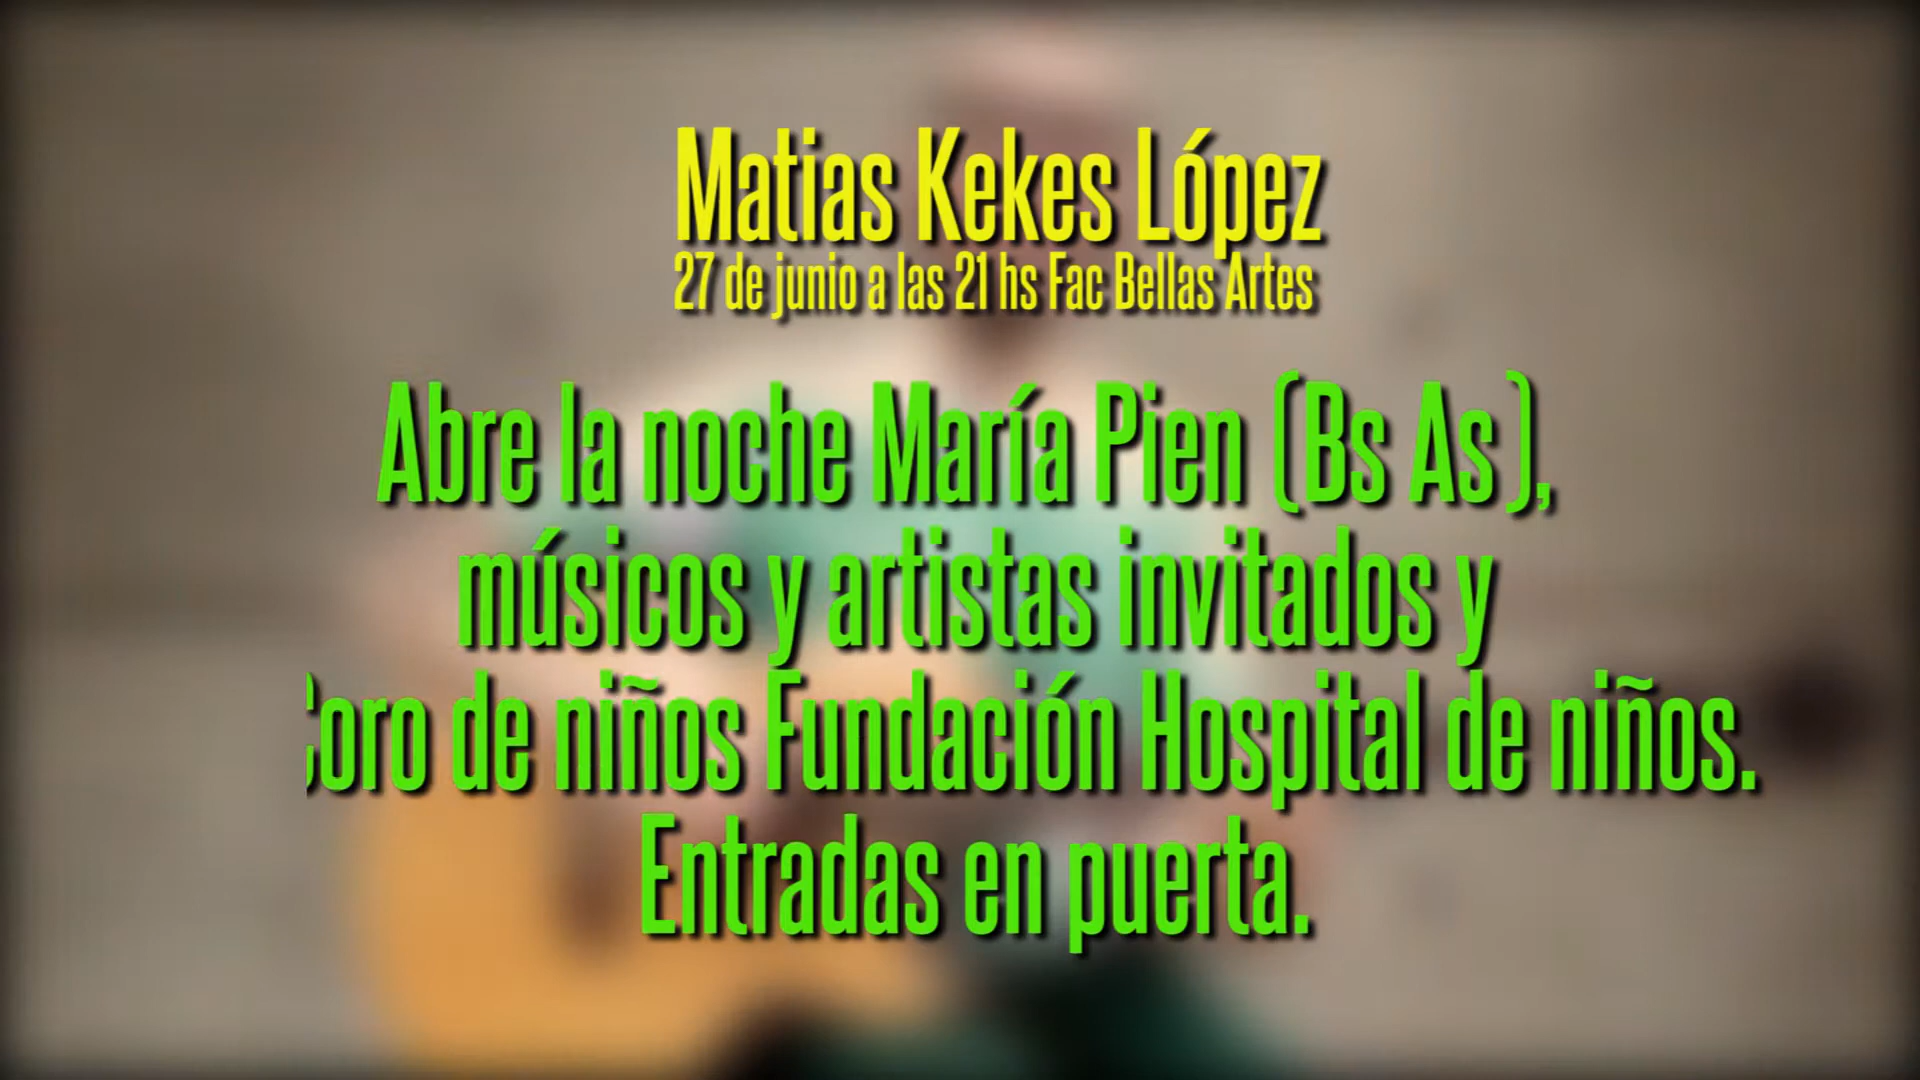 Matias Kekes López
27 de junio a las 21 hs Fac Bellas Artes
Abre la noche María Pien (Bs As),
músicos y artistas invitados y
Coro de niños Fundación Hospital de niños.
Entradas en puerta.